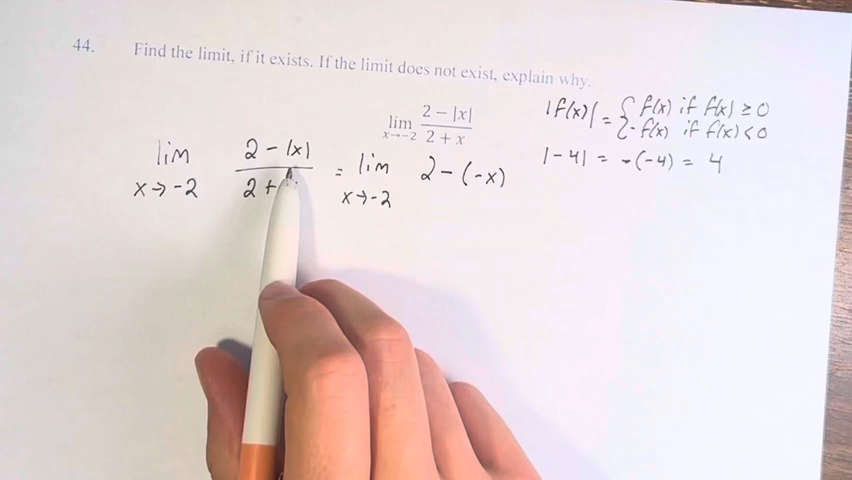 44. Find the limit, if it exists. If the limit does not exist, explain why.
lim x→-2 2 - |x| / 2 + x
|f(x)| = { f(x) if f(x) ≥ 0
-f(x) if f(x) < 0
|-4| = -(-4) = 4
lim x→-2 2 - |x| / 2 + = lim x→-2 2 - (-x)